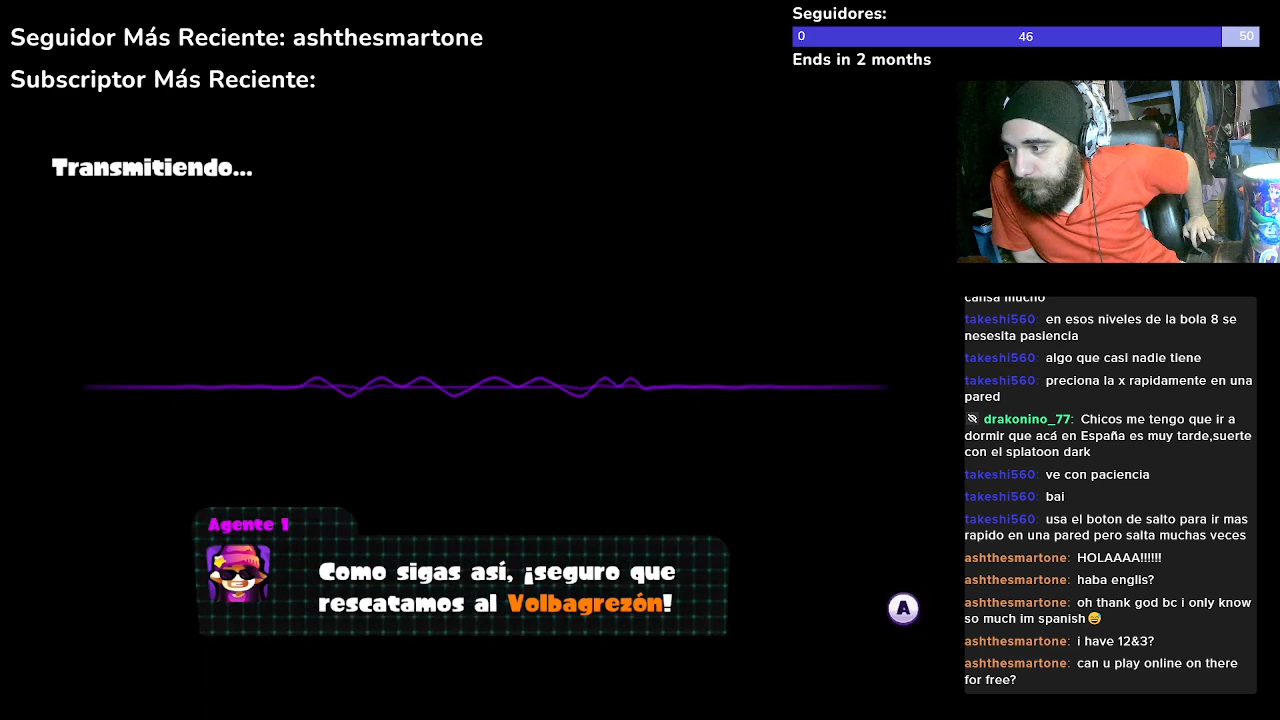 Seguidor Más Reciente: ashthesmartone
Subscriptor Más Reciente:
Seguidores:
0 46 50
Ends in 2 months
Transmitiendo...
Agente 1
Como sigas así, ¡seguro que
rescatamos al Volbagrezón!
A
cansa mucho
takeshi560: en esos niveles de la bola 8 se
nesesita pasiencia
takeshi560: algo que casi nadie tiene
takeshi560: preciona la x rapidamente en una
pared
drakonino_77: Chicos me tengo que ir a
dormir que acá en España es muy tarde,suerte
con el splatoon dark
takeshi560: ve con paciencia
takeshi560: bai
takeshi560: usa el boton de salto para ir mas
rapido en una pared pero salta muchas veces
ashthesmartone: HOLAAAA!!!!!!
ashthesmartone: haba englis?
ashthesmartone: oh thank god bc i only know
so much im spanish😅
ashthesmartone: i have 12&3?
ashthesmartone: can u play online on there
for free?